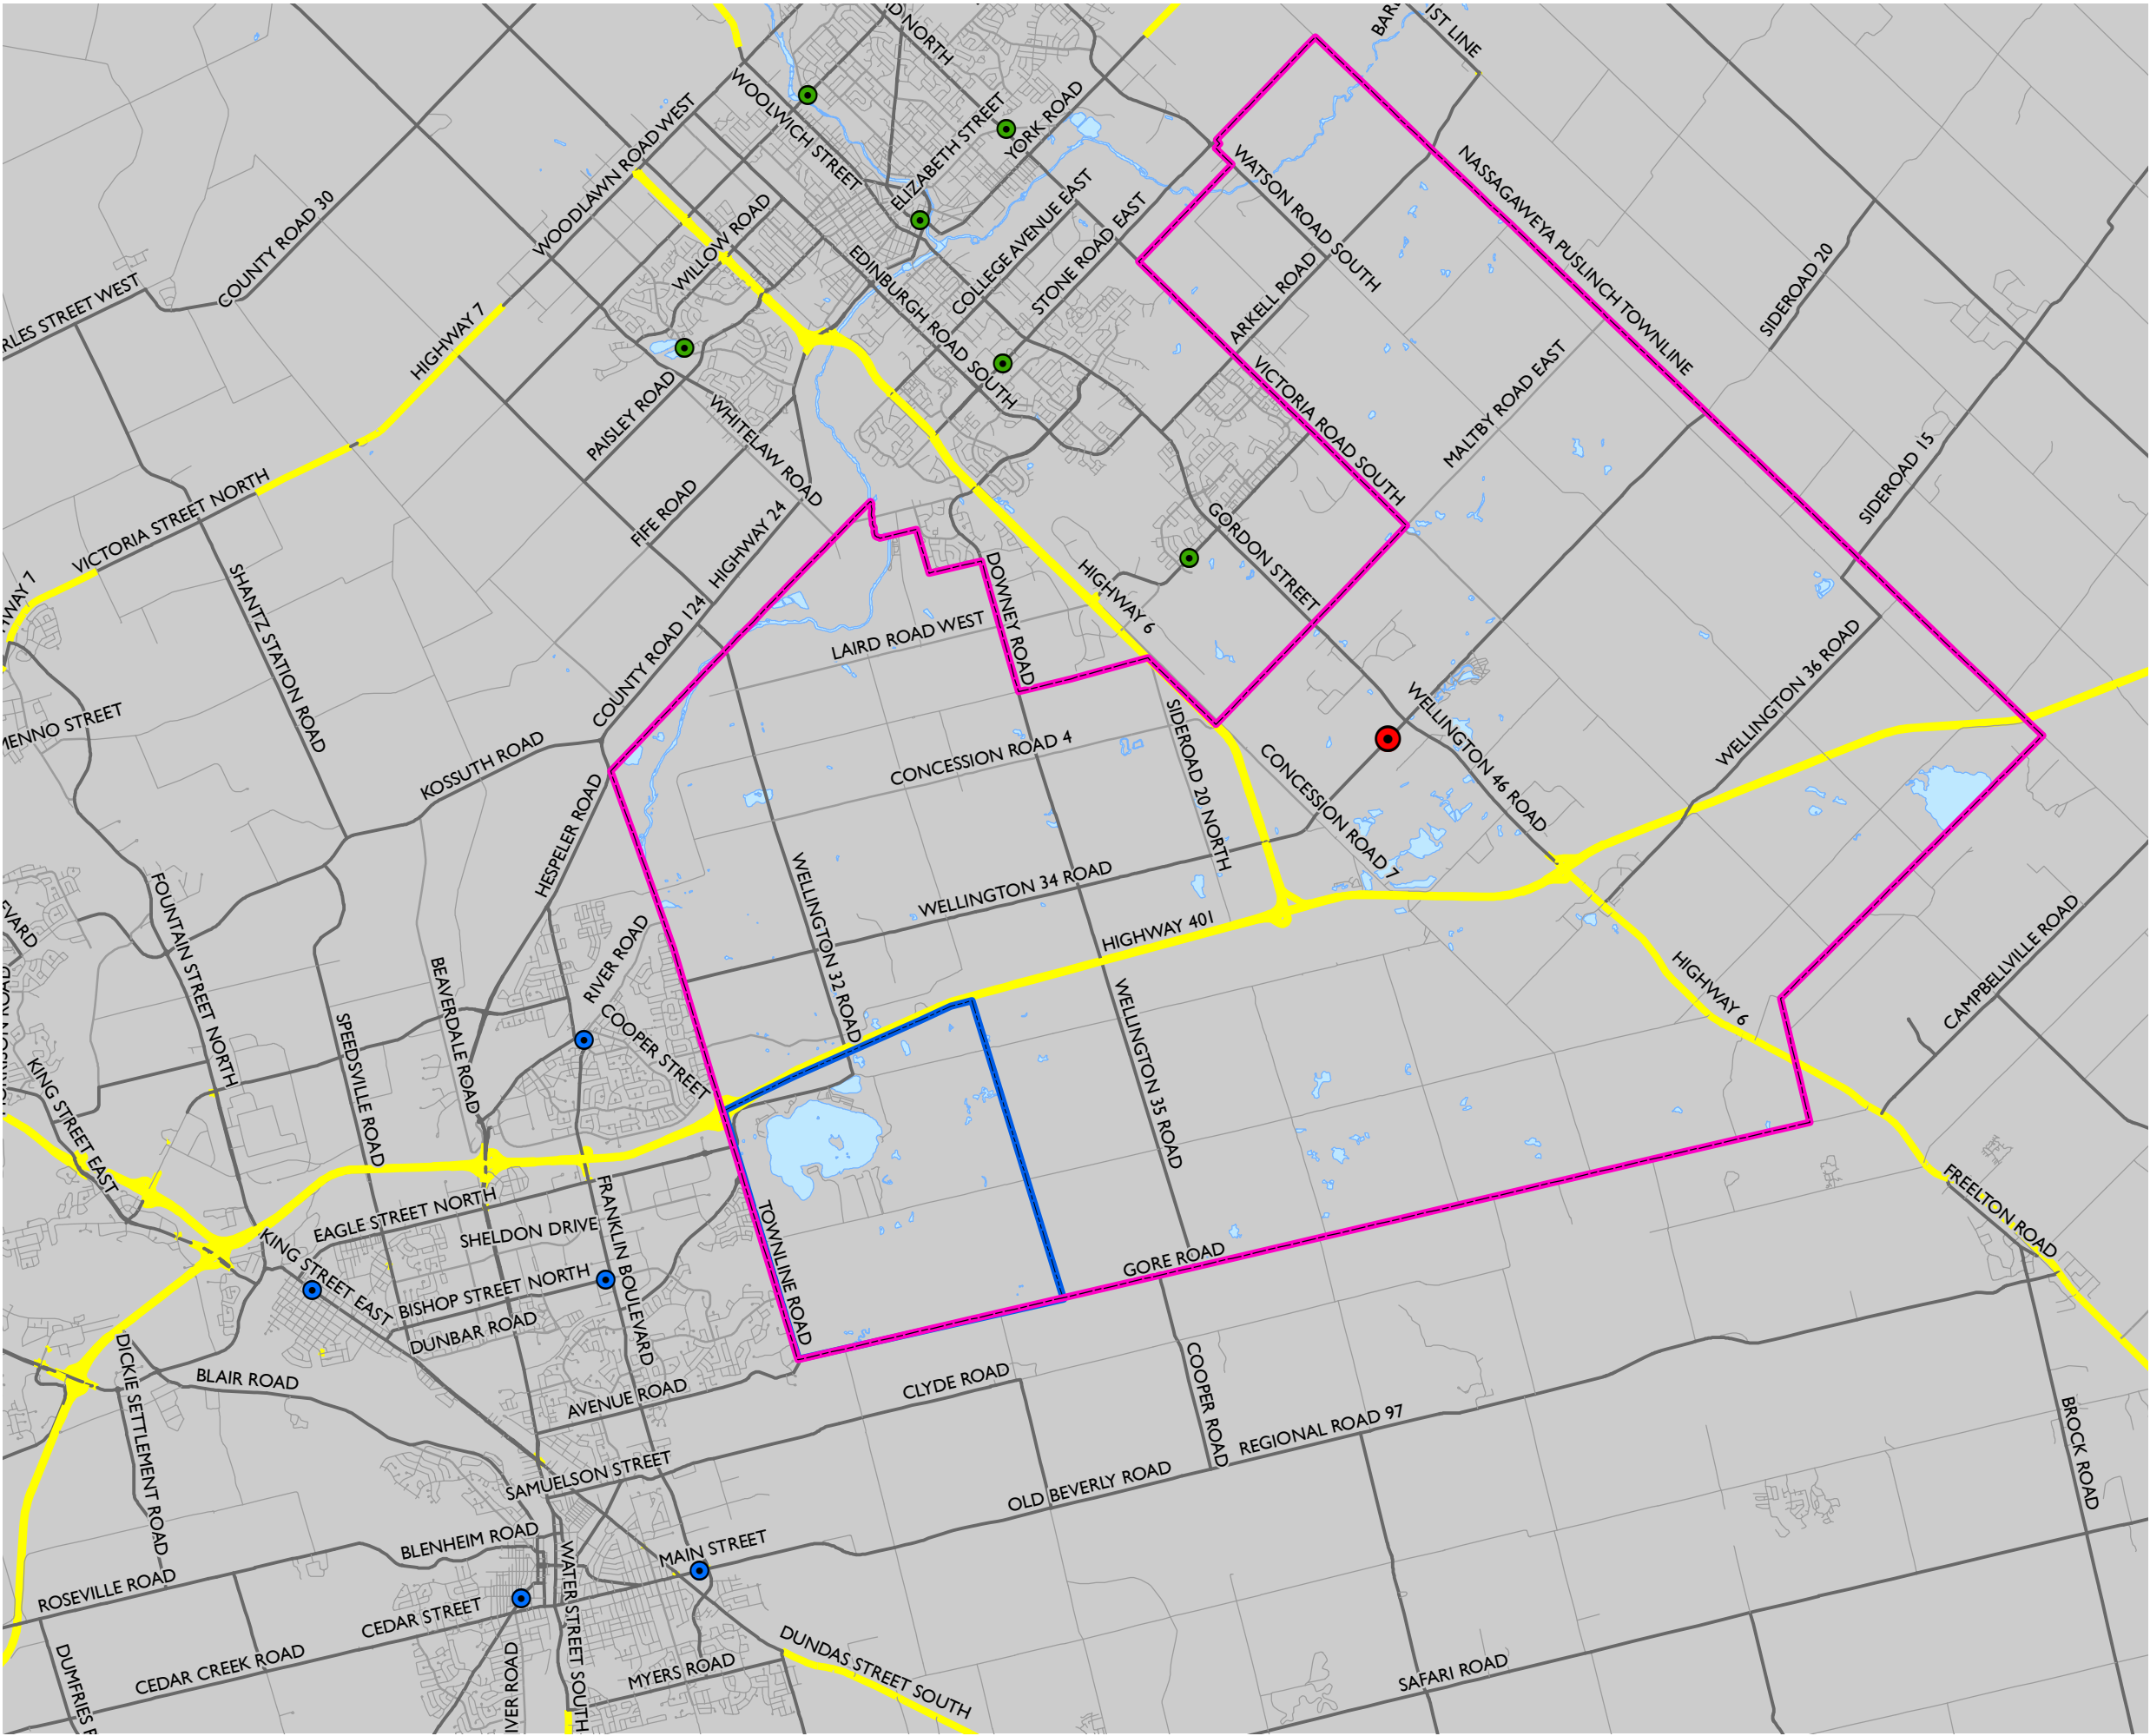 IST LINE
WOOLWICH STREET
YORK ROAD
ELIZABETH STREET
WOODLAWN ROAD WEST
WATSON ROAD SOUTH
NASSAGAWEYA PUSLINCH TOWNLINE
COUNTY ROAD 30
WILLOW ROAD
COLLEGE AVENUE EAST
STONE ROAD EAST
EDINBURGH ROAD SOUTH
ARKELL ROAD
SIDEROAD 20
HIGHWAY 7
VICTORIA ROAD SOUTH
MALTBY ROAD EAST
PAISLEY ROAD
WHITELAW ROAD
SIDEROAD 15
VICTORIA STREET NORTH
FIFE ROAD
HIGHWAY 24
GORDON STREET
SHANTZ STATION ROAD
DOWNEY ROAD
HIGHWAY 6
COUNTY ROAD 124
LAIRD ROAD WEST
WELLINGTON 36 ROAD
MENNO STREET
KOSSUTH ROAD
CONCESSION ROAD 4
SIDEROAD 20 NORTH
CONCESSION ROAD 7
WELLINGTON 46 ROAD
HESPELER ROAD
WELLINGTON 32 ROAD
WELLINGTON 34 ROAD
HIGHWAY 401
FOUNTAIN STREET NORTH
RIVER ROAD
BEAVERDALE ROAD
COOPER STREET
WELLINGTON 35 ROAD
HIGHWAY 6
CAMPBELLVILLE ROAD
SPEEDSVILLE ROAD
KING STREET EAST
EAGLE STREET NORTH
SHELDON DRIVE
FRANKLIN BOULEVARD
TOWNLINE ROAD
FREELTON ROAD
KING STREET EAST
BISHOP STREET NORTH
DUNBAR ROAD
GORE ROAD
DICKIE SETTLEMENT ROAD
BLAIR ROAD
AVENUE ROAD
CLYDE ROAD
COOPER ROAD
REGIONAL ROAD 97
BROCK ROAD
SAMUELSON STREET
OLD BEVERLY ROAD
BLENHEIM ROAD
MAIN STREET
ROSEVILLE ROAD
WATER STREET SOUTH
CEDAR STREET
CEDAR CREEK ROAD
MYERS ROAD
DUNDAS STREET SOUTH
SAFARI ROAD